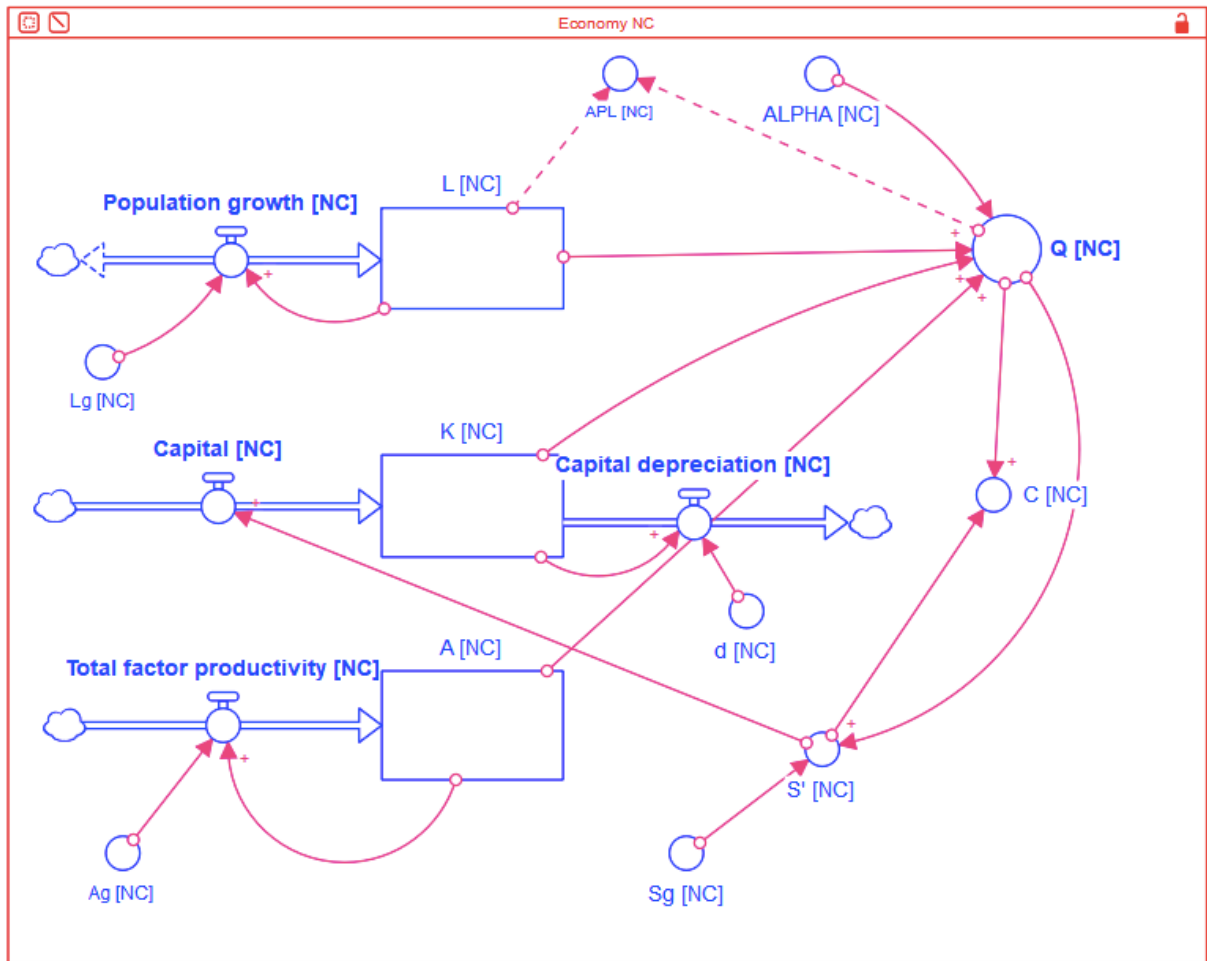 Economy NC
APL [NC]
ALPHA [NC]
L [NC]
Population growth [NC]
+
Q [NC]
+
+
+
Lg [NC]
K [NC]
Capital [NC]
Capital depreciation [NC]
+
C [NC]
+
+
d [NC]
A [NC]
Total factor productivity [NC]
+
+
S' [NC]
Ag [NC]
Sg [NC]